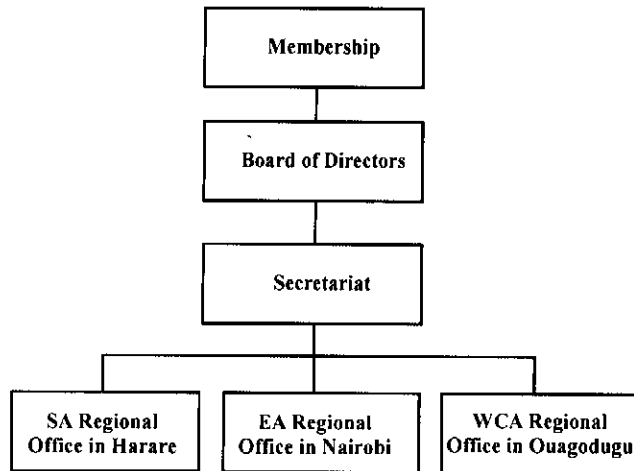 Membership
Board of Directors
Secretariat
SA Regional
Office in Harare
EA Regional
Office in Nairobi
WCA Regional
Office in Ouagodugu